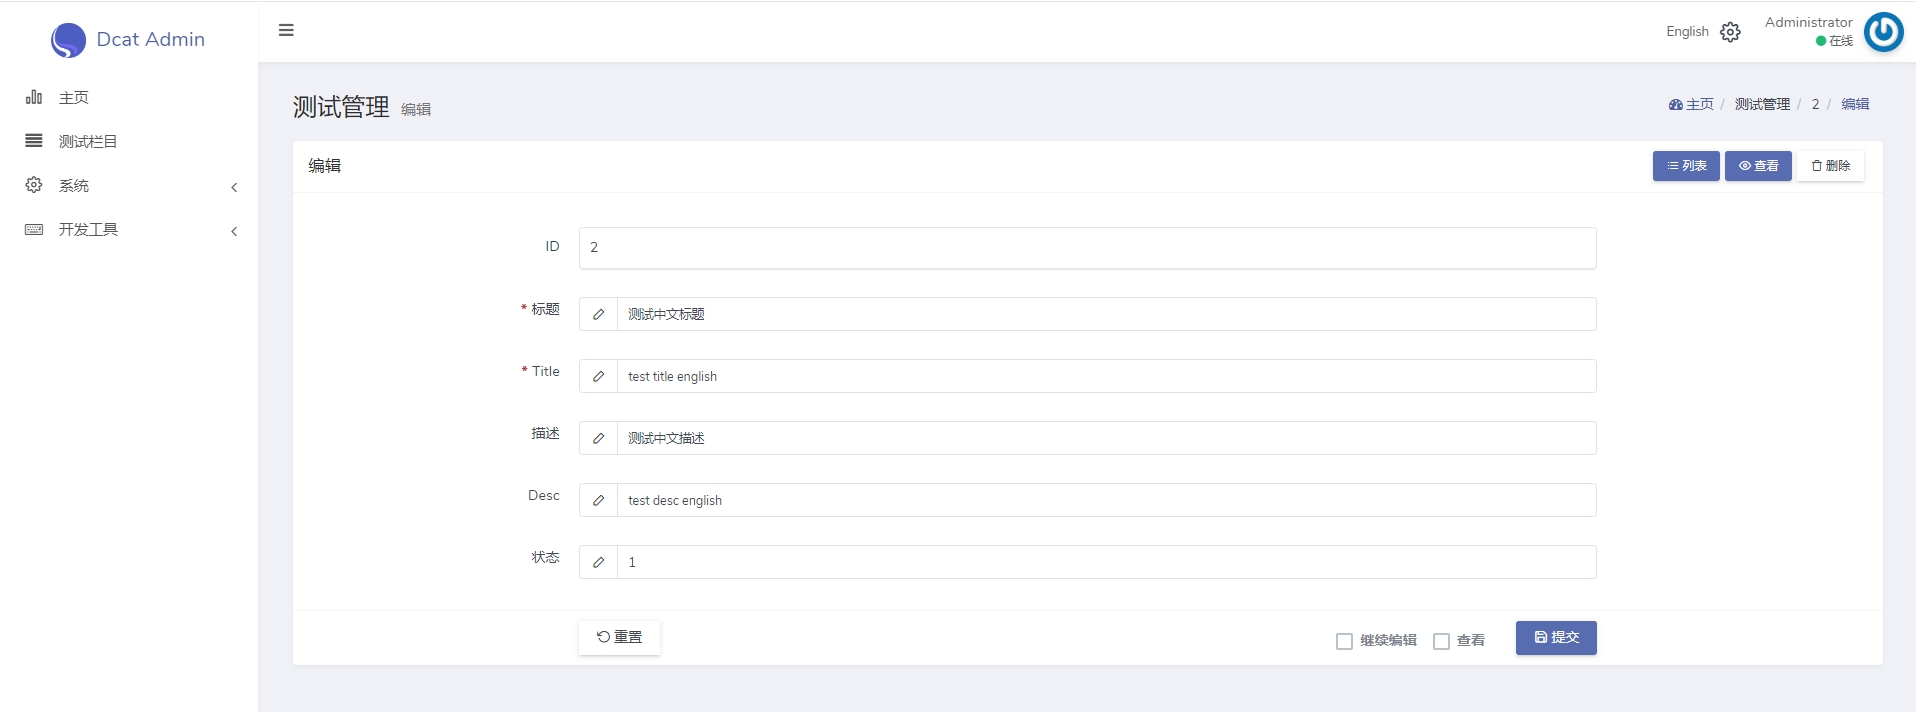 Dcat Admin
English
Administrator
在线
主页
测试栏目
系统
开发工具
测试管理 编辑
主页 / 测试管理 / 2 / 编辑
编辑
列表
查看
删除
ID
2
* 标题
测试中文标题
* Title
test title english
描述
测试中文描述
Desc
test desc english
状态
1
重置
继续编辑
查看
提交